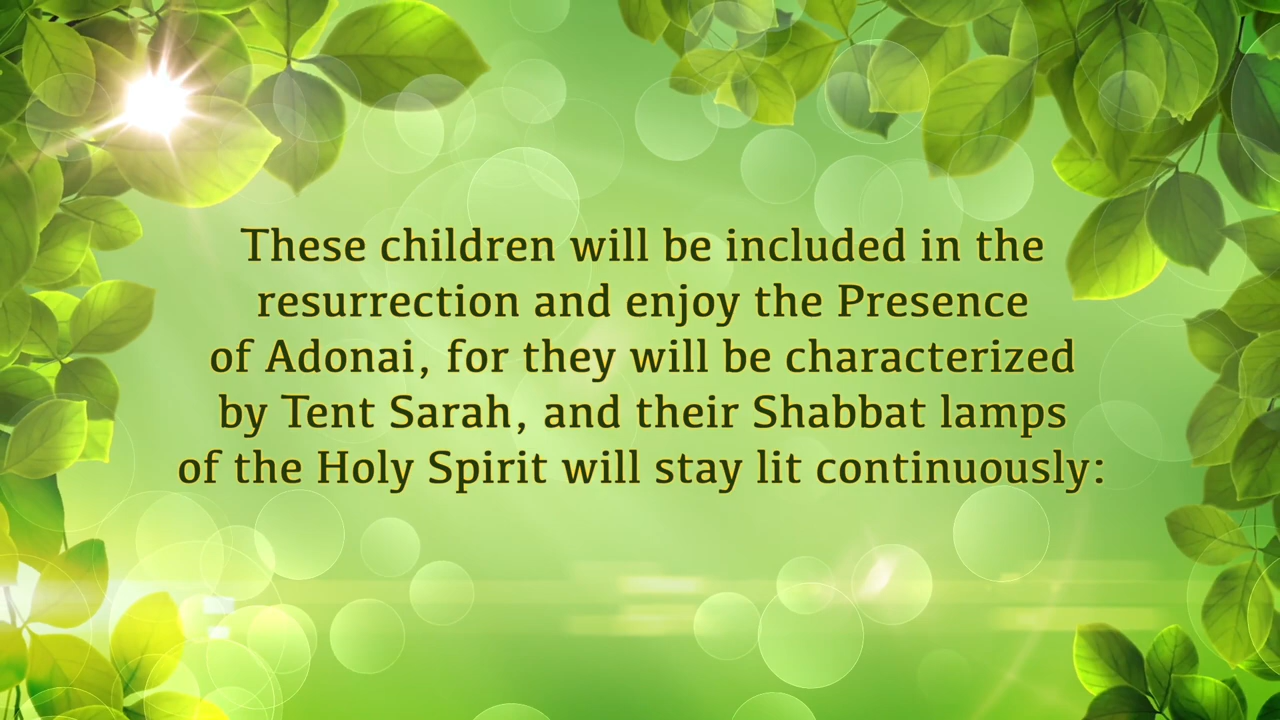 These children will be included in the
resurrection and enjoy the Presence
of Adonai, for they will be characterized
by Tent Sarah, and their Shabbat lamps
of the Holy Spirit will stay lit continuously: